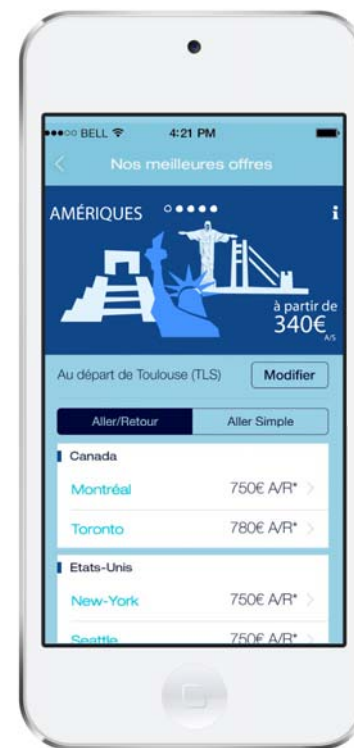 BELL 4:21 PM
Nos meilleures offres
AMÉRIQUES
à partir de
340€
A/S
Au départ de Toulouse (TLS) Modifier
Aller/Retour Aller Simple
Canada
Montréal 750€ A/R*
Toronto 780€ A/R*
Etats-Unis
New-York 750€ A/R*
Seattle 750€ A/R*